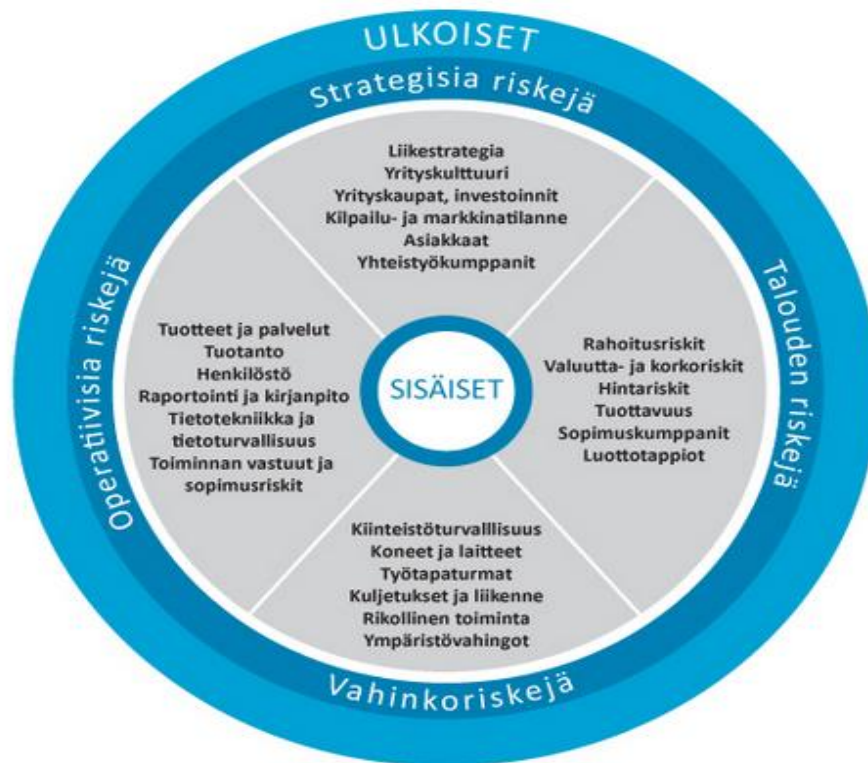 ULKOISET
Strategisia riskejä
Liikestrategia
Yrityskulttuuri
Yrityskaupat, investoinnit
Kilpailu- ja markkinatilanne
Asiakkaat
Yhteistyökumppanit
Operatiivisia riskejä
Tuotteet ja palvelut
Tuotanto
Henkilöstö
Raportointi ja kirjanpito
Tietotekniikka ja
tietoturvallisuus
Toiminnan vastuut ja
sopimusriskit
SISÄISET
Talouden riskejä
Rahoitusriskit
Valuutta- ja korkoriskit
Hintariskit
Tuottavuus
Sopimuskumppanit
Luottotappiot
Kiinteistöturvalllisuus
Koneet ja laitteet
Työtapaturmat
Kuljetukset ja liikenne
Rikollinen toiminta
Ympäristövahingot
Vahinkoriskejä